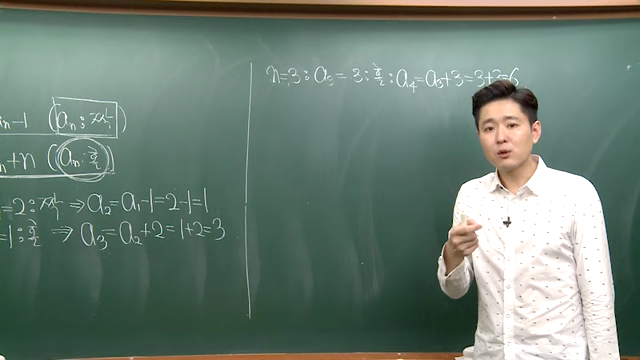 n-1 (aₙ:짝)
n+n (aₙ:홀)
=2:짝 ⇒ a₂=a₁-1=2-1=1
=1:홀 ⇒ a₃=a₂+2=1+2=3
n=3:a₃=3:홀:a₄=a₃+3=3+3=6